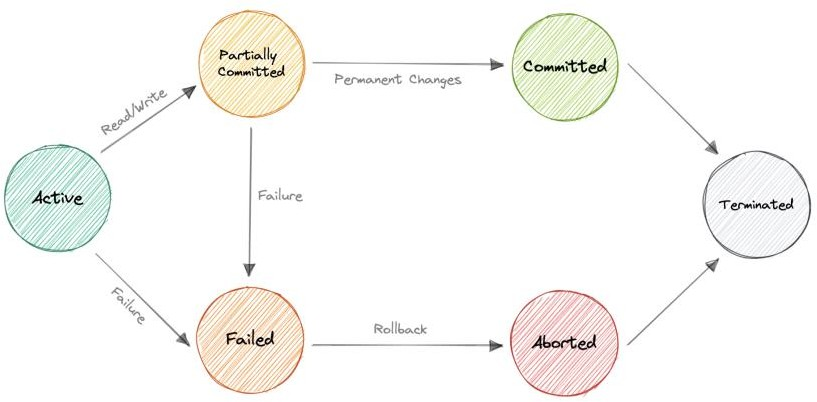 Partially
Committed
Committed
Permanent Changes
Read/Write
Active
Failure
Terminated
Failure
Failed
Rollback
Aborted